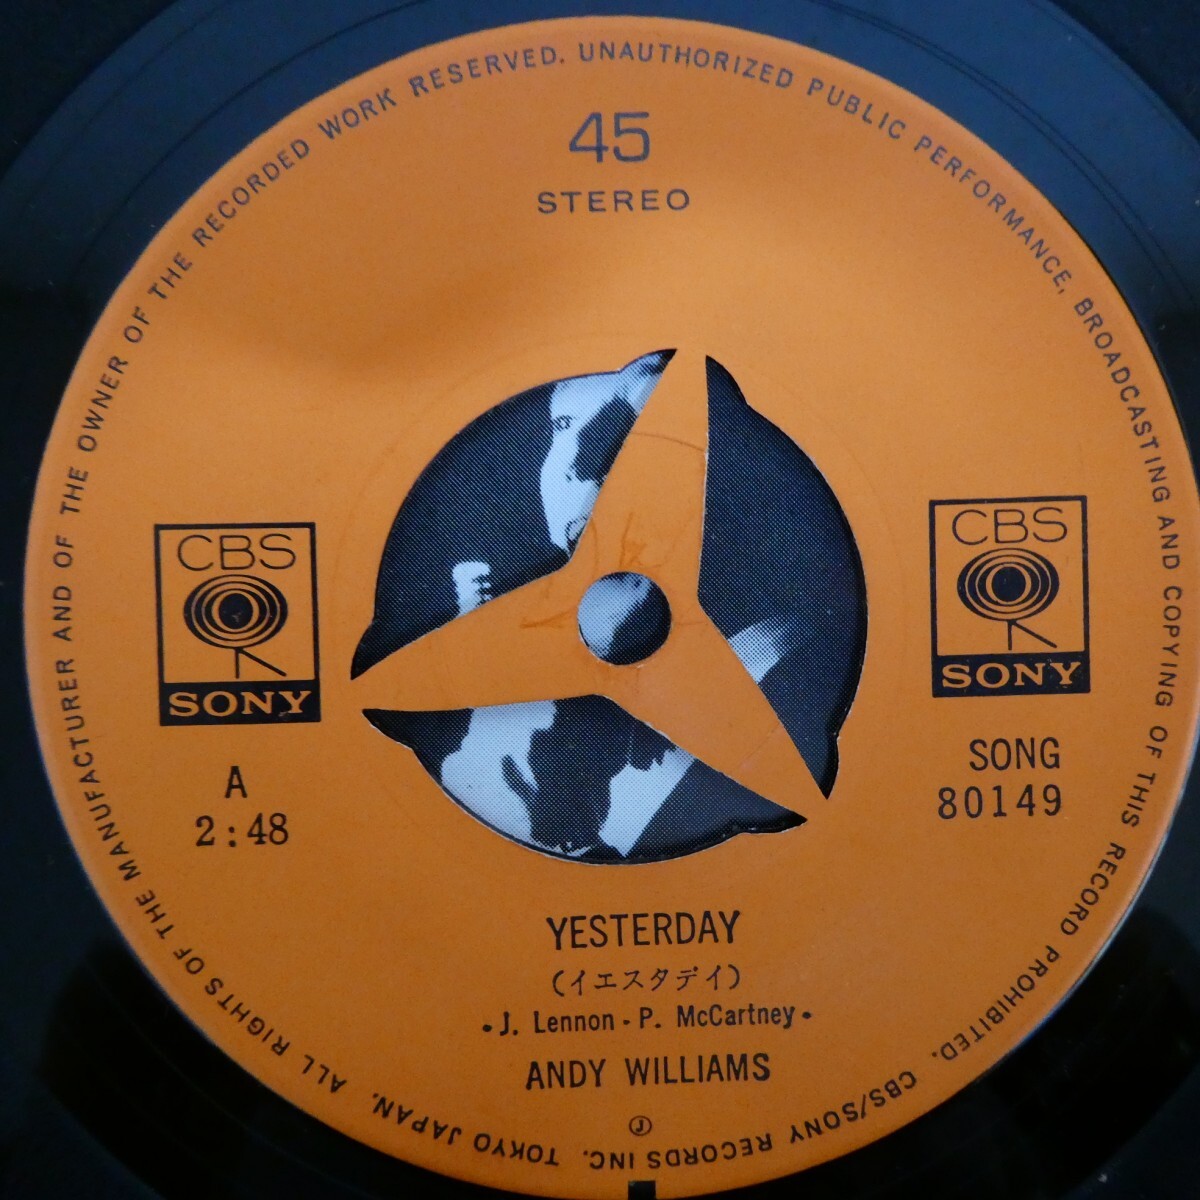 45
STEREO
CBS
SONY
CBS
SONY
A
2:48
SONG
80149
YESTERDAY
(イエスタデイ)
•J. Lennon - P. McCartney•
ANDY WILLIAMS
J
ALL RIGHTS OF THE MANUFACTURER AND OF THE OWNER OF THE RECORDED WORK RESERVED. UNAUTHORIZED PUBLIC PERFORMANCE, BROADCASTING AND COPYING OF THIS RECORD PROHIBITED. CBS/SONY RECORDS INC. TOKYO JAPAN.